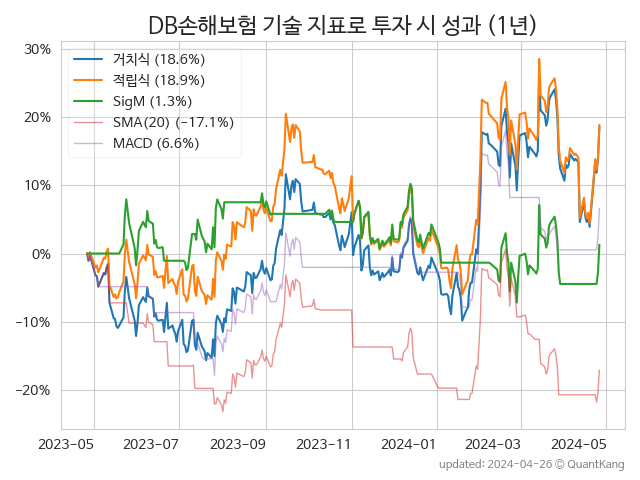 DB손해보험 기술 지표로 투자 시 성과 (1년)
30%
20%
10%
0%
−10%
−20%
거치식 (18.6%)
적립식 (18.9%)
SigM (1.3%)
SMA(20) (−17.1%)
MACD (6.6%)
2023-05
2023-07
2023-09
2023-11
2024-01
2024-03
2024-05
updated: 2024-04-26 © QuantKang